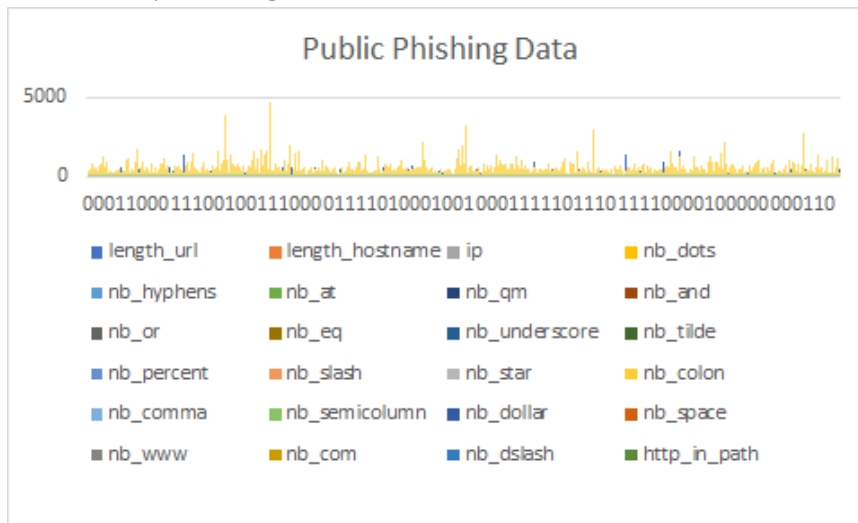 Public Phishing Data
5000
0
0001100011100100111000011111010001001000111111011101111000010000000110
length_url length_hostname ip nb_dots
nb_hyphens nb_at nb_qm nb_and
nb_or nb_eq nb_underscore nb_tilde
nb_percent nb_slash nb_star nb_colon
nb_comma nb_semicolumn nb_dollar nb_space
nb_www nb_com nb_dslash http_in_path